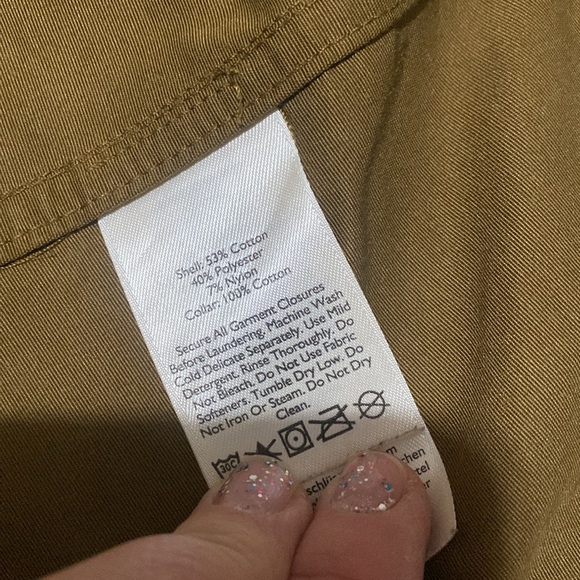 Shell: 53% Cotton
40% Polyester
7% Nylon
Collar: 100% Cotton
Secure All Garment Closures
Before Laundering. Machine Wash
Cold Delicate Separately. Use Mild
Detergent. Rinse Thoroughly. Do
Not Bleach. Do Not Use Fabric
Softeners. Tumble Dry Low. Do
Not Iron Or Steam. Do Not Dry
Clean.
30C